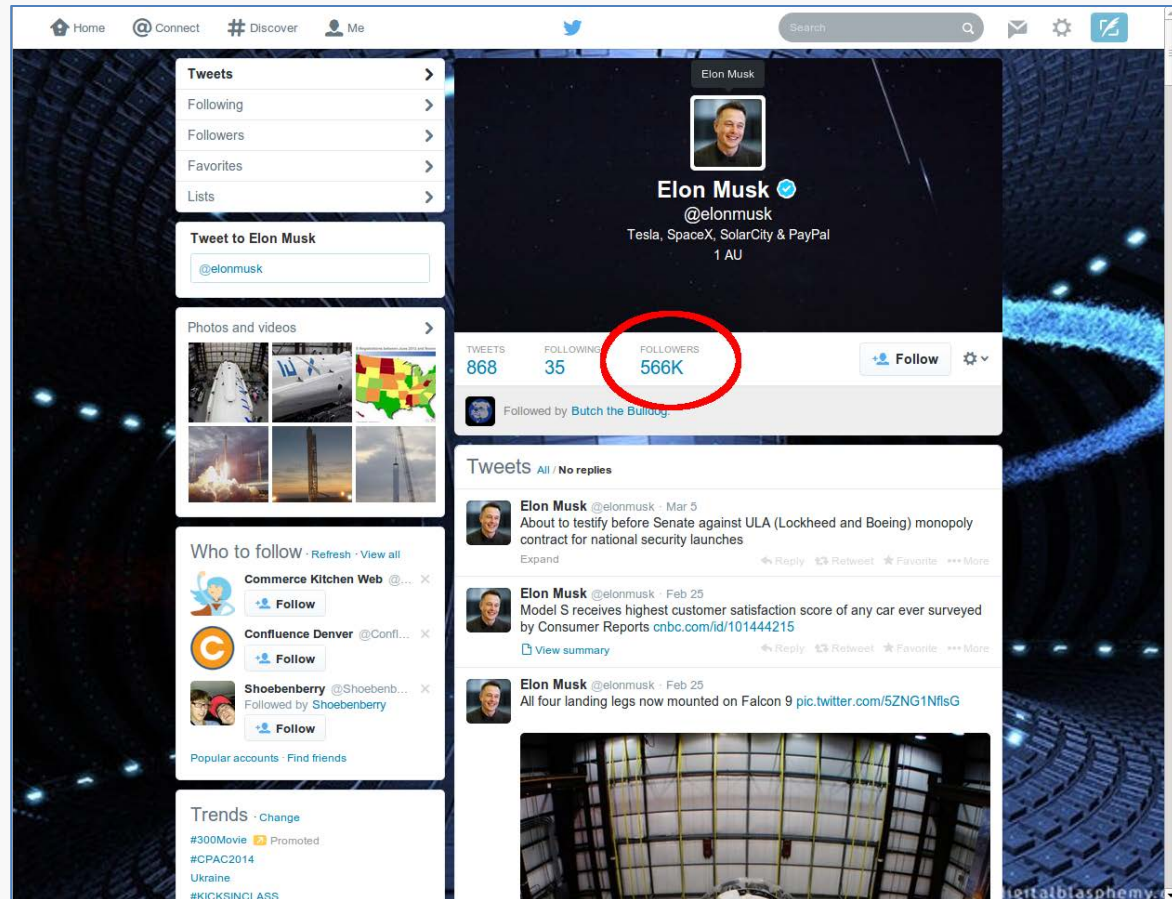 Home
Connect
Discover
Me
Search
Tweets
Following
Followers
Favorites
Lists
Tweet to Elon Musk
@elonmusk
Photos and videos
Who to follow · Refresh · View all
Commerce Kitchen Web @...
Follow
Confluence Denver @Confl...
Follow
Shoebenberry @Shoebenb...
Followed by Shoebenberry
Follow
Popular accounts · Find friends
Trends · Change
#300Movie Promoted
#CPAC2014
Ukraine
#KICKSINCLASS
Elon Musk
Elon Musk
@elonmusk
Tesla, SpaceX, SolarCity & PayPal
1 AU
TWEETS
868
FOLLOWING
35
FOLLOWERS
566K
Follow
Followed by Butch the Bulldog.
Tweets All / No replies
Elon Musk @elonmusk · Mar 5
About to testify before Senate against ULA (Lockheed and Boeing) monopoly
contract for national security launches
Expand
Reply Retweet Favorite More
Elon Musk @elonmusk · Feb 25
Model S receives highest customer satisfaction score of any car ever surveyed
by Consumer Reports cnbc.com/id/101444215
View summary
Reply Retweet Favorite More
Elon Musk @elonmusk · Feb 25
All four landing legs now mounted on Falcon 9 pic.twitter.com/5ZNG1NflsG